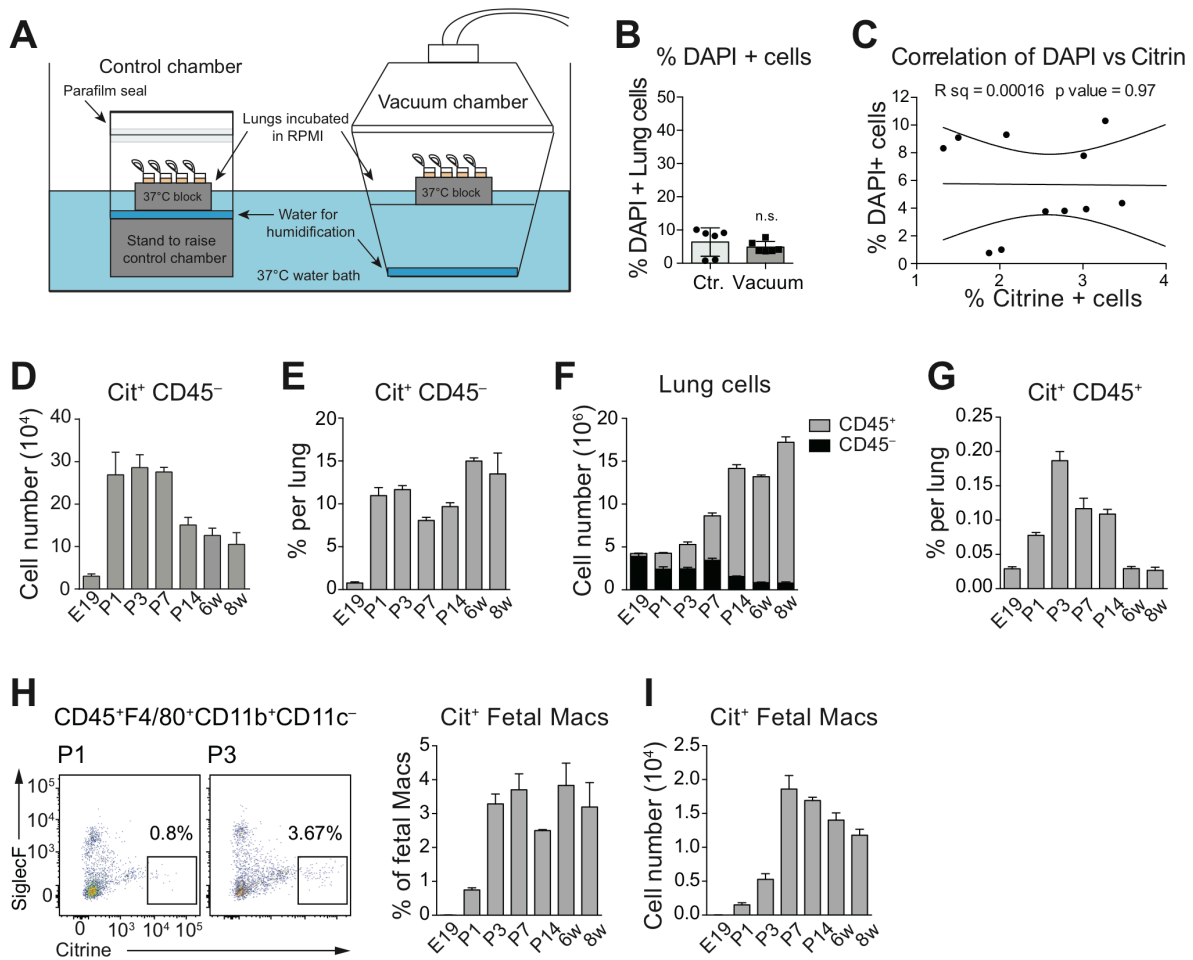 A
Control chamber
Parafilm seal
Lungs incubated
in RPMI
Vacuum chamber
37°C block
37°C block
Water for
humidification
Stand to raise
control chamber
37°C water bath
B
% DAPI + cells
% DAPI + Lung cells
50
40
30
20
10
0
n.s.
Ctr. Vacuum
C
Correlation of DAPI vs Citrin
R sq = 0.00016 p value = 0.97
% DAPI+ cells
12
10
8
6
4
2
0
1 2 3 4
% Citrine + cells
D
Cit⁺ CD45⁻
Cell number (10⁴)
40
30
20
10
0
E19 P1 P3 P7 P14 6w 8w
E
Cit⁺ CD45⁻
% per lung
20
15
10
5
0
E19 P1 P3 P7 P14 6w 8w
F
Lung cells
Cell number (10⁶)
20
15
10
5
0
CD45⁺
CD45⁻
E19 P1 P3 P7 P14 6w 8w
G
Cit⁺ CD45⁺
% per lung
0.25
0.20
0.15
0.10
0.05
0.00
E19 P1 P3 P7 P14 6w 8w
H
CD45⁺F4/80⁺CD11b⁺CD11c⁻
P1 P3
SiglecF
10⁵
10⁴
10³
0
0.8%
3.67%
0 10³ 10⁴ 10⁵
Citrine
Cit⁺ Fetal Macs
% of fetal Macs
5
4
3
2
1
0
E19 P1 P3 P7 P14 6w 8w
I
Cit⁺ Fetal Macs
Cell number (10⁴)
2.5
2.0
1.5
1.0
0.5
0.0
E19 P1 P3 P7 P14 6w 8w